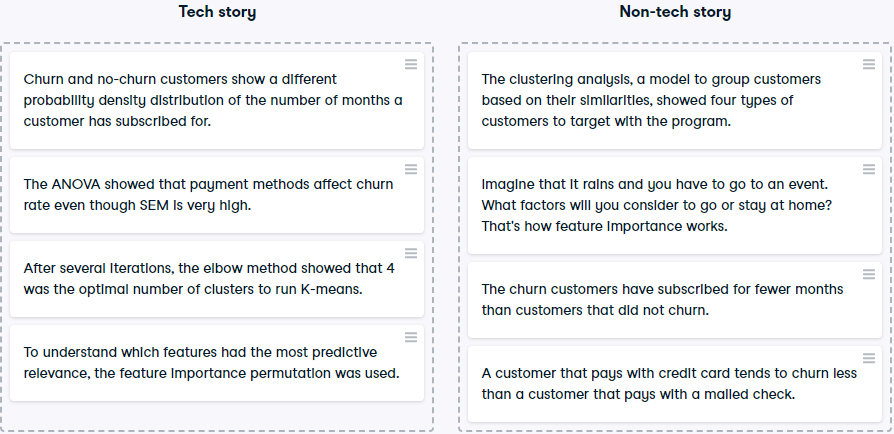 Tech story
Churn and no-churn customers show a different
probability density distribution of the number of months a
customer has subscribed for.
The ANOVA showed that payment methods affect churn
rate even though SEM is very high.
After several iterations, the elbow method showed that 4
was the optimal number of clusters to run K-means.
To understand which features had the most predictive
relevance, the feature importance permutation was used.
Non-tech story
The clustering analysis, a model to group customers
based on their similarities, showed four types of
customers to target with the program.
Imagine that it rains and you have to go to an event.
What factors will you consider to go or stay at home?
That's how feature importance works.
The churn customers have subscribed for fewer months
than customers that did not churn.
A customer that pays with credit card tends to churn less
than a customer that pays with a mailed check.